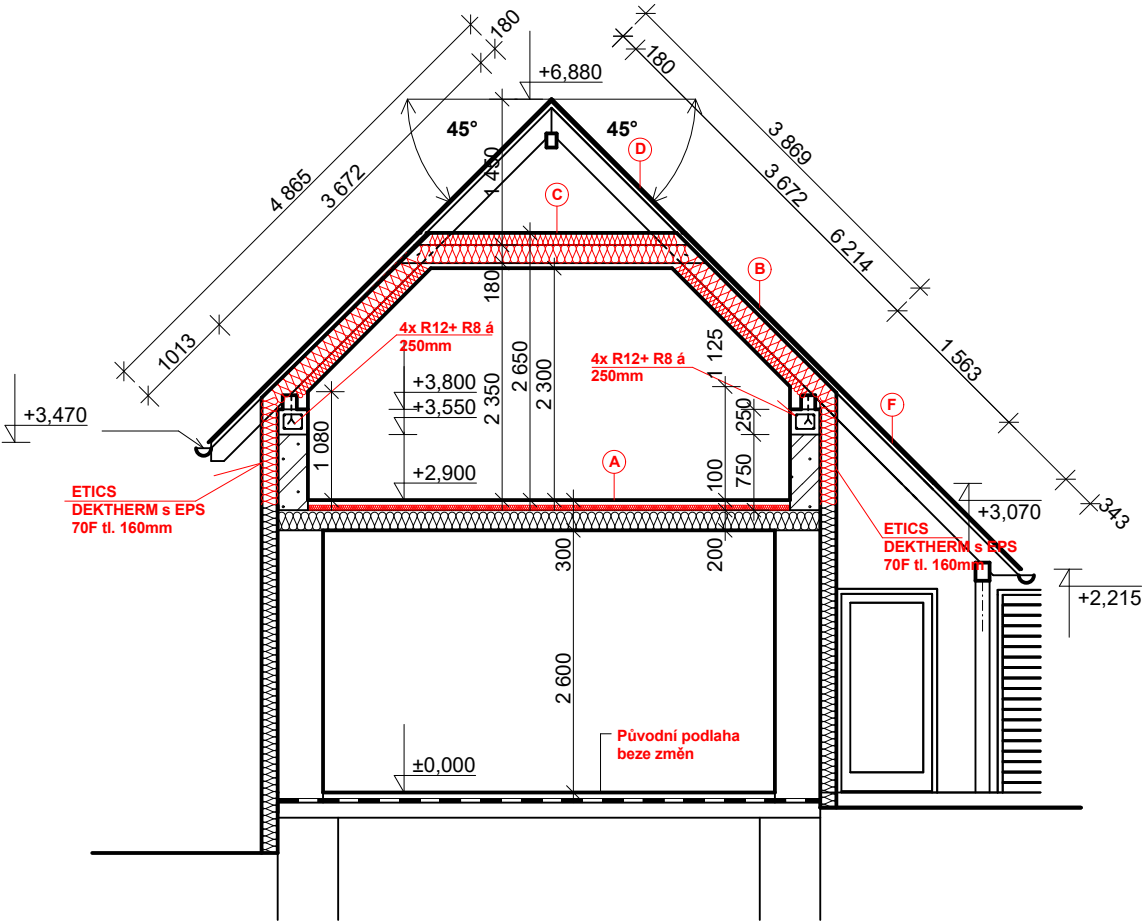 180
180
+6,880
45°
45°
3 869
3 672
4 865
3 672
1 450
D
C
6 214
B
180
1013
4x R12+ R8 á
250mm
4x R12+ R8 á
250mm
1 125
1 563
+3,800
+3,550
2 350
2 650
2 300
250
F
+3,470
1 080
+2,900
A
100
750
ETICS
DEKTHERM s EPS
70F tl. 160mm
+3,070
343
ETICS
DEKTHERM s EPS
70F tl. 160mm
300
200
+2,215
2 600
Původní podlaha
beze změn
±0,000